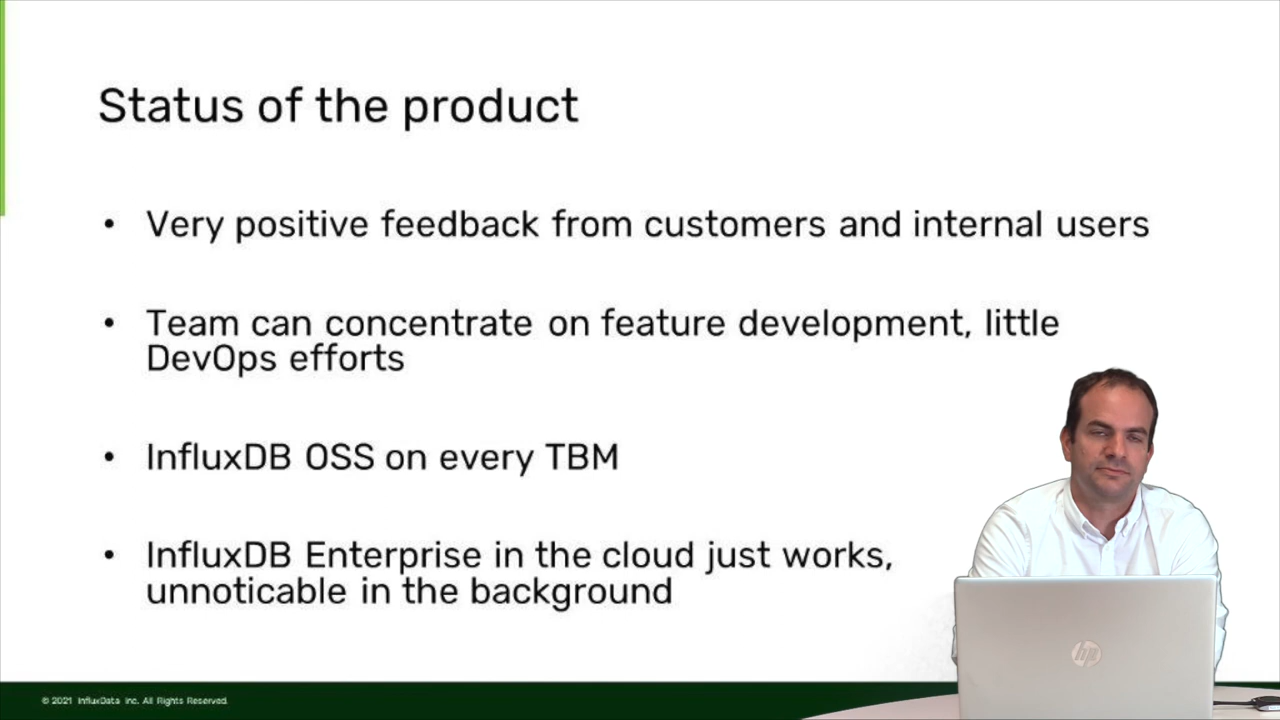 Status of the product
• Very positive feedback from customers and internal users
• Team can concentrate on feature development, little
DevOps efforts
• InfluxDB OSS on every TBM
• InfluxDB Enterprise in the cloud just works,
unnoticable in the background
© 2021 InfluxData Inc. All Rights Reserved.
hp